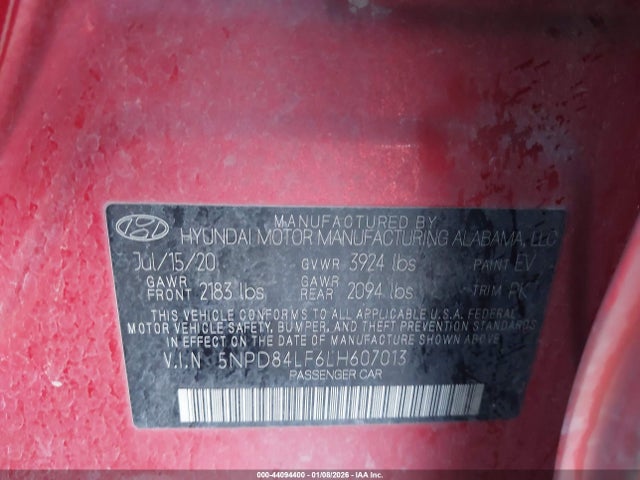 MANUFACTURED BY
HYUNDAI MOTOR MANUFACTURING ALABAMA, LLC
Jul/15/20 GVWR 3924 lbs PAINT EV
GAWR FRONT 2183 lbs GAWR REAR 2094 lbs TRIM PK
THIS VEHICLE CONFORMS TO ALL APPLICABLE U.S.A. FEDERAL
MOTOR VEHICLE SAFETY, BUMPER, AND THEFT PREVENTION
STANDARDS IN EFFECT ON THE DATE OF MANUFACTURE SHOWN ABOVE.
V.I.N : 5NPD84LF6LH607013
PASSENGER CAR
000-44094400 - 01/08/2026 - IAA Inc.